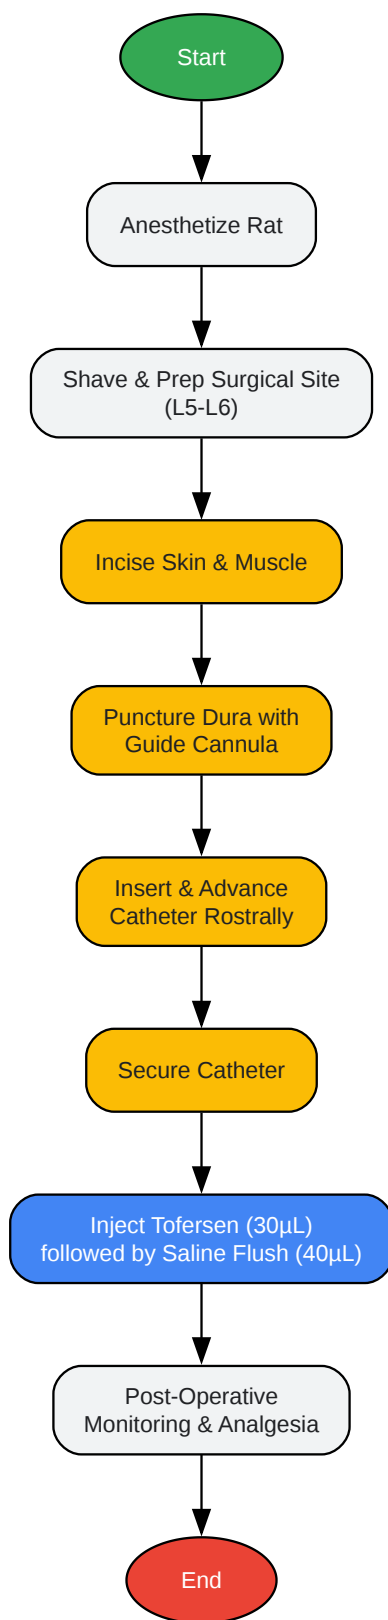 Start
Anesthetize Rat
Shave & Prep Surgical Site
(L5-L6)
Incise Skin & Muscle
Puncture Dura with
Guide Cannula
Insert & Advance
Catheter Rostrally
Secure Catheter
Inject Tofersen (30µL)
followed by Saline Flush (40µL)
Post-Operative
Monitoring & Analgesia
End